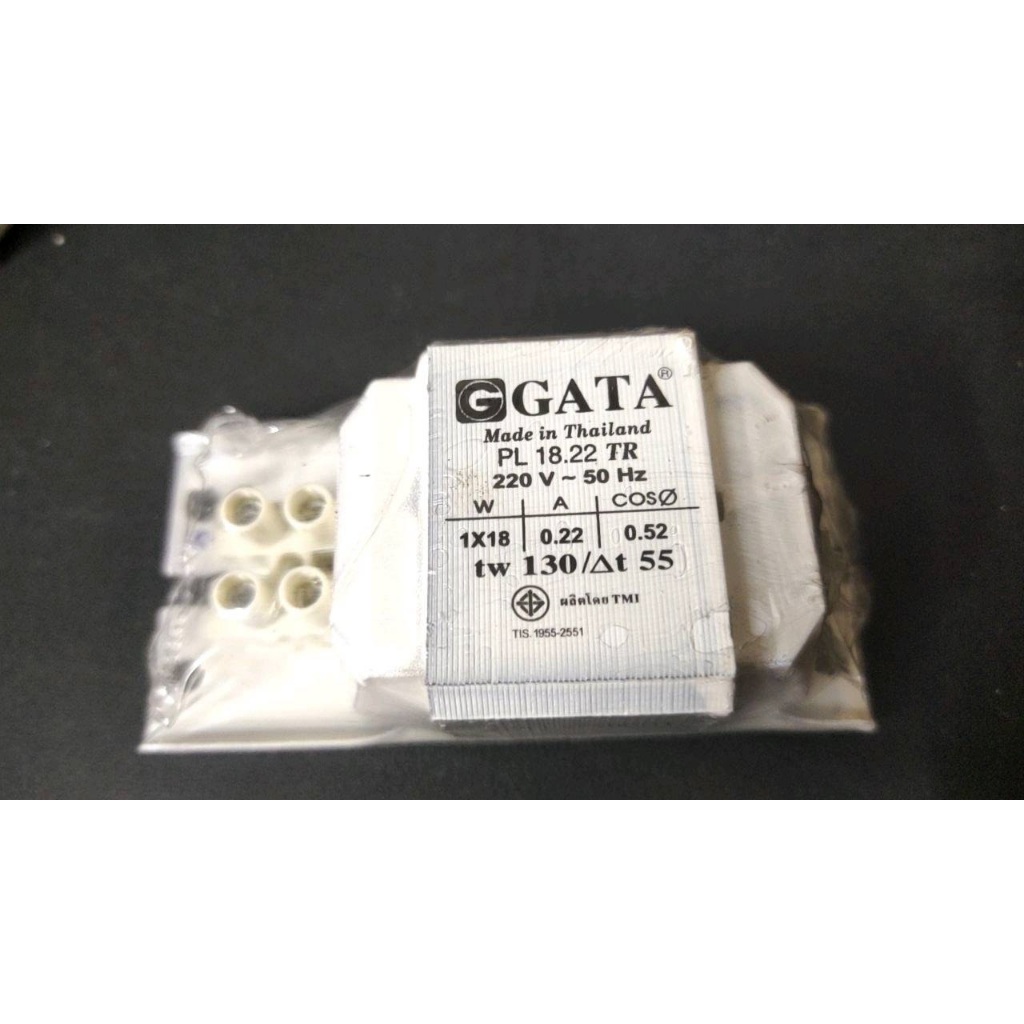 G GATA®
Made in Thailand
PL 18.22 TR
220 V ~ 50 Hz
W A COSØ
1X18 0.22 0.52
tw 130/Δt 55
ผลิตโดย TMI
TIS. 1955-2551